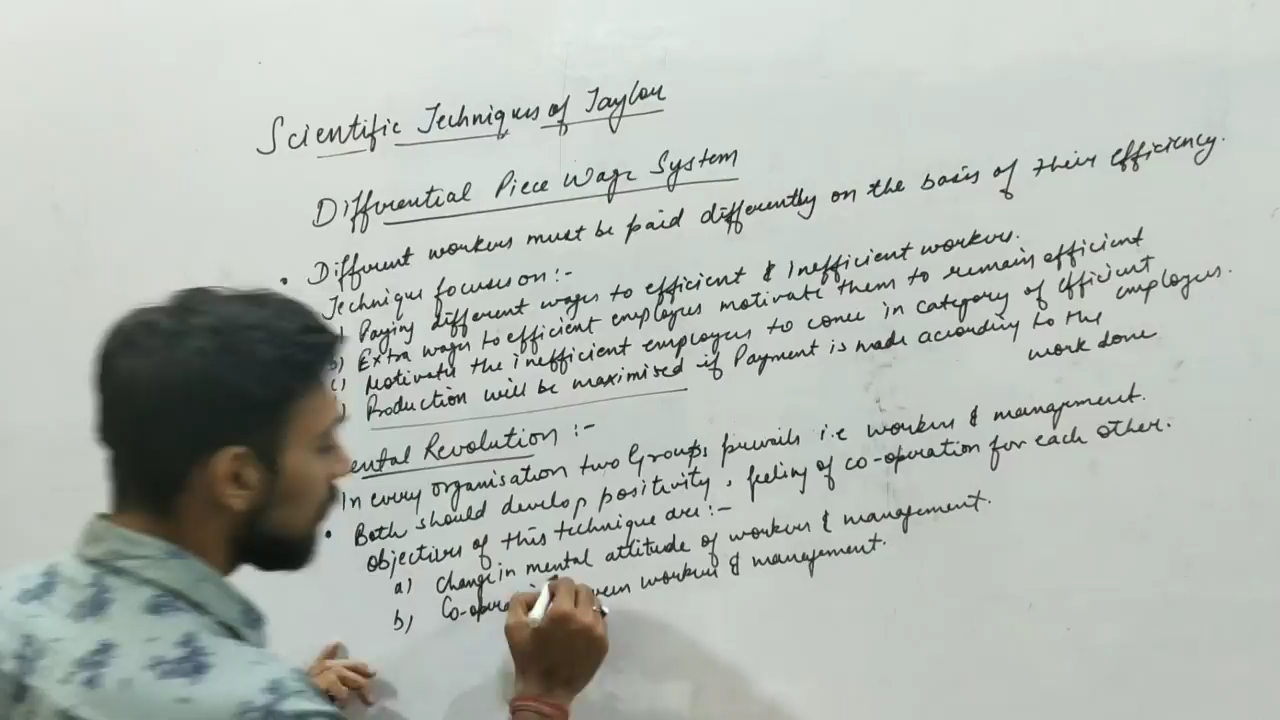 Scientific Techniques of Taylor
Differential Piece Wage System
• Different workers must be paid differently on the basis of their efficiency.
Technique focuses on:-
Paying different wages to efficient & Inefficient workers.
b) Extra wages to efficient employees motivate them to remain efficient
c) Motivate the inefficient employees to come in category of efficient employees.
) Production will be maximised if Payment is made according to the work done
ental Revolution :-
In every organisation two Groups prevails i.e workers & management.
• Both should develop positivity, feeling of co-operation for each other.
objectives of this technique are:-
a) Change in mental attitude of workers & management.
b) Co-opera ween workers & management.